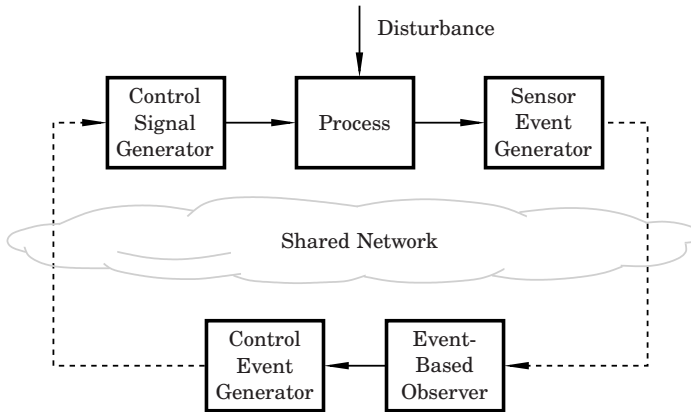 Disturbance
Control
Signal
Generator
Process
Sensor
Event
Generator
Shared Network
Control
Event
Generator
Event-
Based
Observer